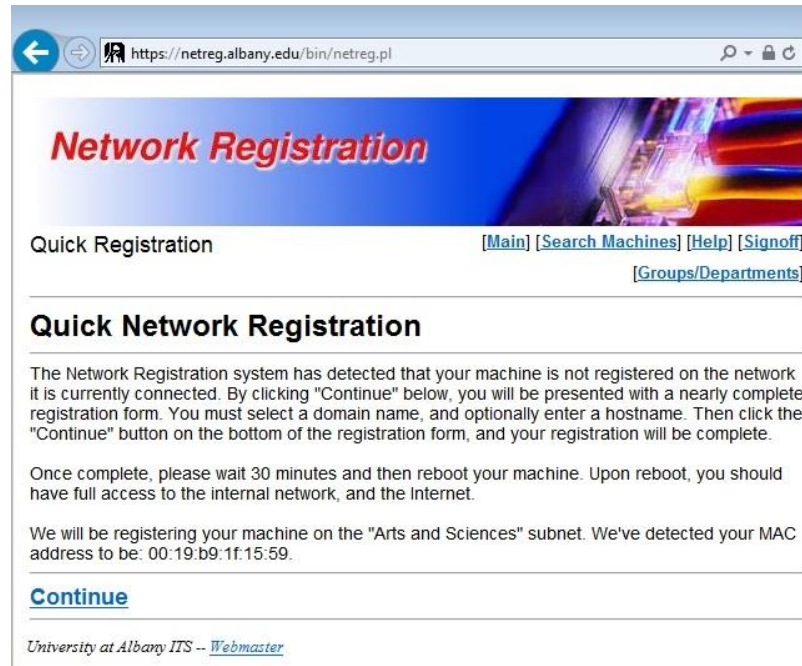 https://netreg.albany.edu/bin/netreg.pl
Network Registration
Quick Registration
[Main] [Search Machines] [Help] [Signoff]
[Groups/Departments]
Quick Network Registration
The Network Registration system has detected that your machine is not registered on the network
it is currently connected. By clicking "Continue" below, you will be presented with a nearly complete
registration form. You must select a domain name, and optionally enter a hostname. Then click the
"Continue" button on the bottom of the registration form, and your registration will be complete.
Once complete, please wait 30 minutes and then reboot your machine. Upon reboot, you should
have full access to the internal network, and the Internet.
We will be registering your machine on the "Arts and Sciences" subnet. We've detected your MAC
address to be: 00:19:b9:1f:15:59.
Continue
University at Albany ITS -- Webmaster